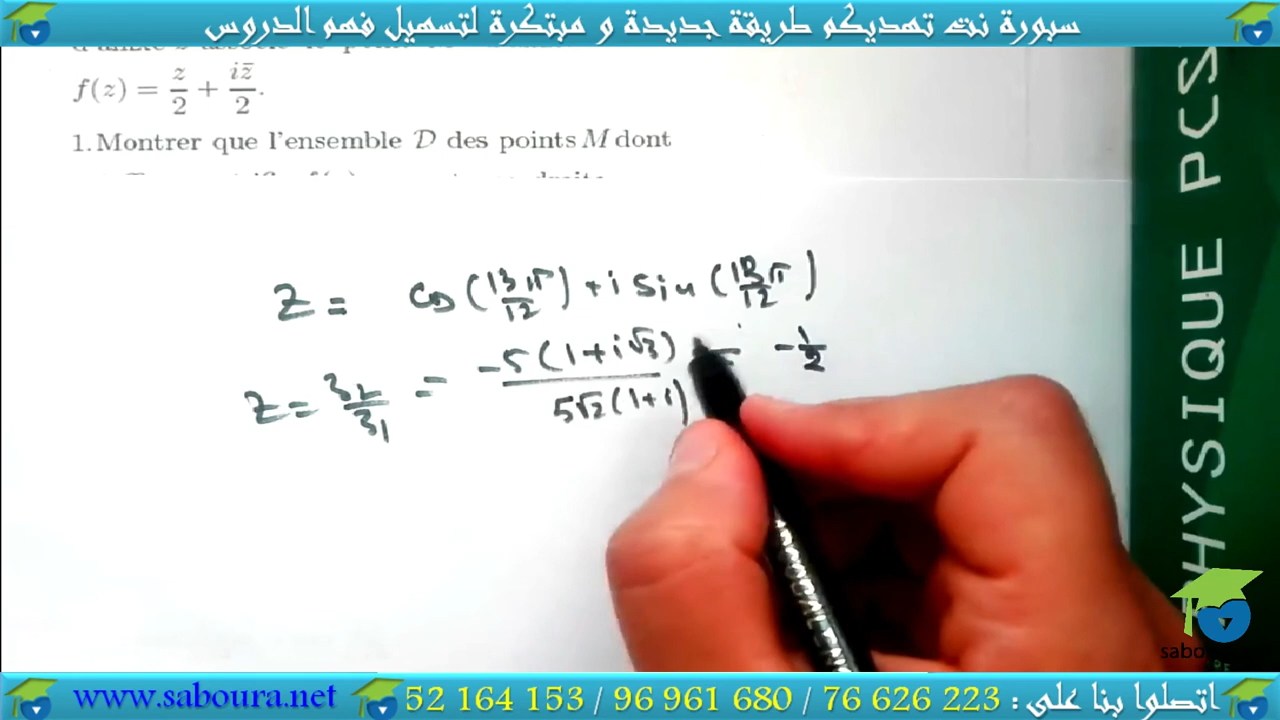 سبورة نت تهديكم طريقة جديدة و مبتكرة لتسهيل فهم الدروس
f(z) = z/2 + iz̄/2.
1. Montrer que l'ensemble 𝒟 des points M dont
Z = cos(13π/12) + i sin(13π/12)
Z = z₂/z₁ = -5(1+i√3)/5√2(1+i) = -1/2
PHYSIQUE PCS
sabo
www.saboura.net 52 164 153 / 96 961 680 / 76 626 223 : اتصلوا بنا على